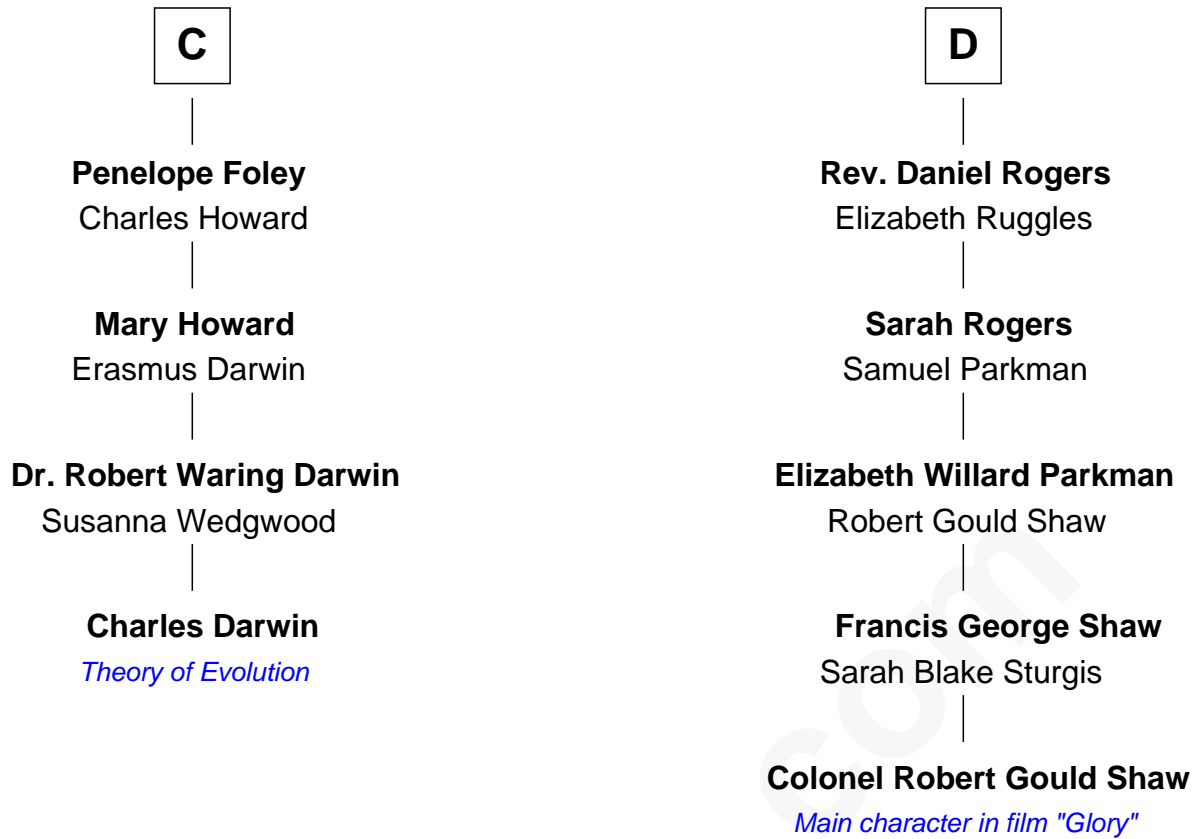 C
Penelope Foley
Charles Howard
Mary Howard
Erasmus Darwin
Dr. Robert Waring Darwin
Susanna Wedgwood
Charles Darwin
Theory of Evolution
D
Rev. Daniel Rogers
Elizabeth Ruggles
Sarah Rogers
Samuel Parkman
Elizabeth Willard Parkman
Robert Gould Shaw
Francis George Shaw
Sarah Blake Sturgis
Colonel Robert Gould Shaw
Main character in film "Glory"
com